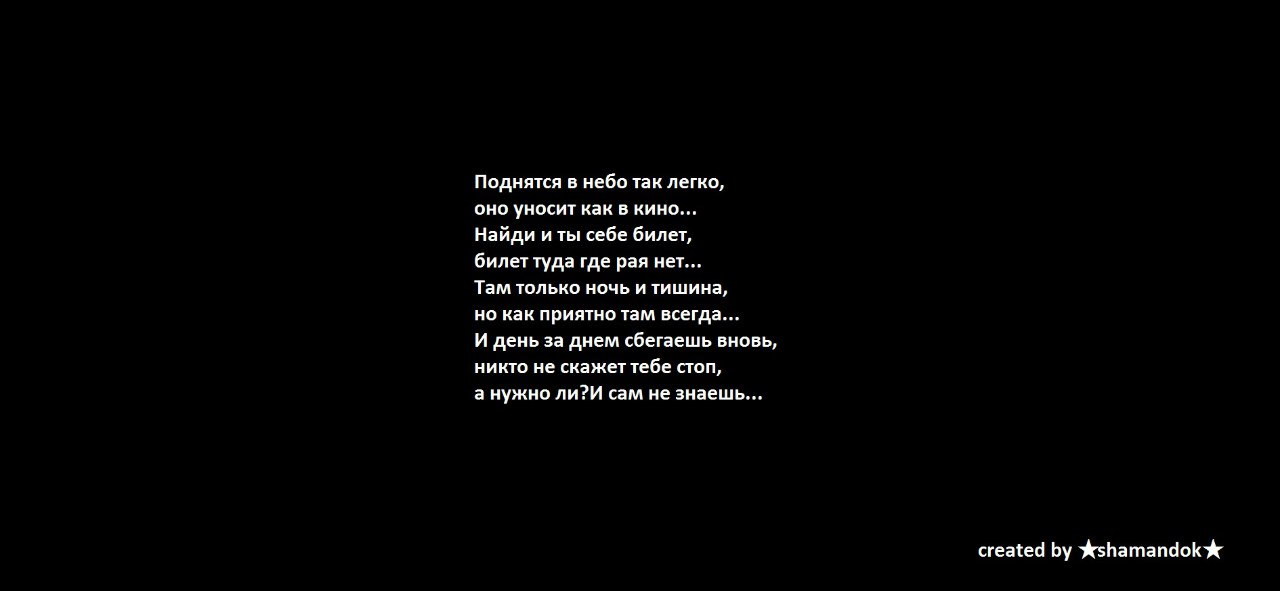 Поднятся в небо так легко,
оно уносит как в кино...
Найди и ты себе билет,
билет туда где рая нет...
Там только ночь и тишина,
но как приятно там всегда...
И день за днем сбегаешь вновь,
никто не скажет тебе стоп,
а нужно ли?И сам не знаешь...
created by ★shamandok★